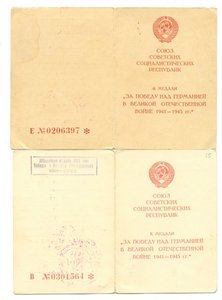 СОЮЗ
СОВЕТСКИХ
СОЦИАЛИСТИЧЕСКИХ
РЕСПУБЛИК
К МЕДАЛИ
"ЗА ПОБЕДУ НАД ГЕРМАНИЕЙ
В ВЕЛИКОЙ ОТЕЧЕСТВЕННОЙ
ВОЙНЕ 1941—1945 гг."
Е №0206397 ✻
СОЮЗ
СОВЕТСКИХ
СОЦИАЛИСТИЧЕСКИХ
РЕСПУБЛИК
К МЕДАЛИ
"ЗА ПОБЕДУ НАД ГЕРМАНИЕЙ
В ВЕЛИКОЙ ОТЕЧЕСТВЕННОЙ
ВОЙНЕ 1941—1945 гг."
В №0301564 ✻